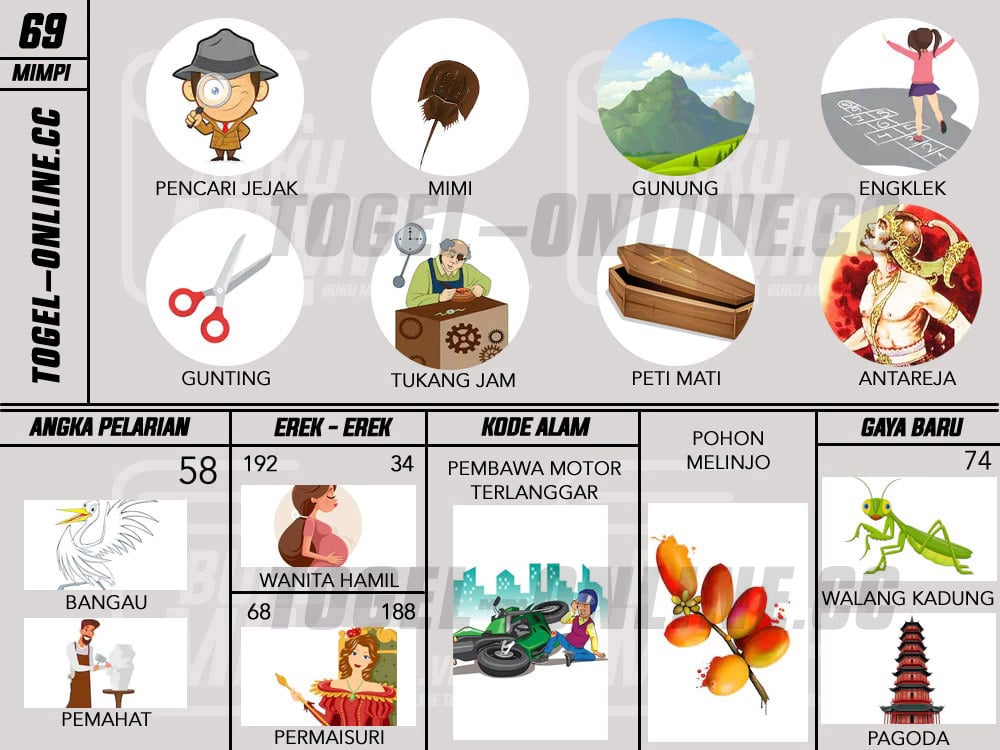 69
MIMPI
TOGEL-ONLINE.CC
PENCARI JEJAK
MIMI
GUNUNG
ENGKLEK
TOGEL-ONLINE.CC
GUNTING
TUKANG JAM
PETI MATI
ANTAREJA
ANGKA PELARIAN
EREK - EREK
KODE ALAM
GAYA BARU
58
BANGAU
PEMAHAT
192 34
WANITA HAMIL
68 188
PERMAISURI
PEMBAWA MOTOR
TERLANGGAR
POHON
MELINJO
74
WALANG KADUNG
PAGODA
TOGEL-ONLINE.CC